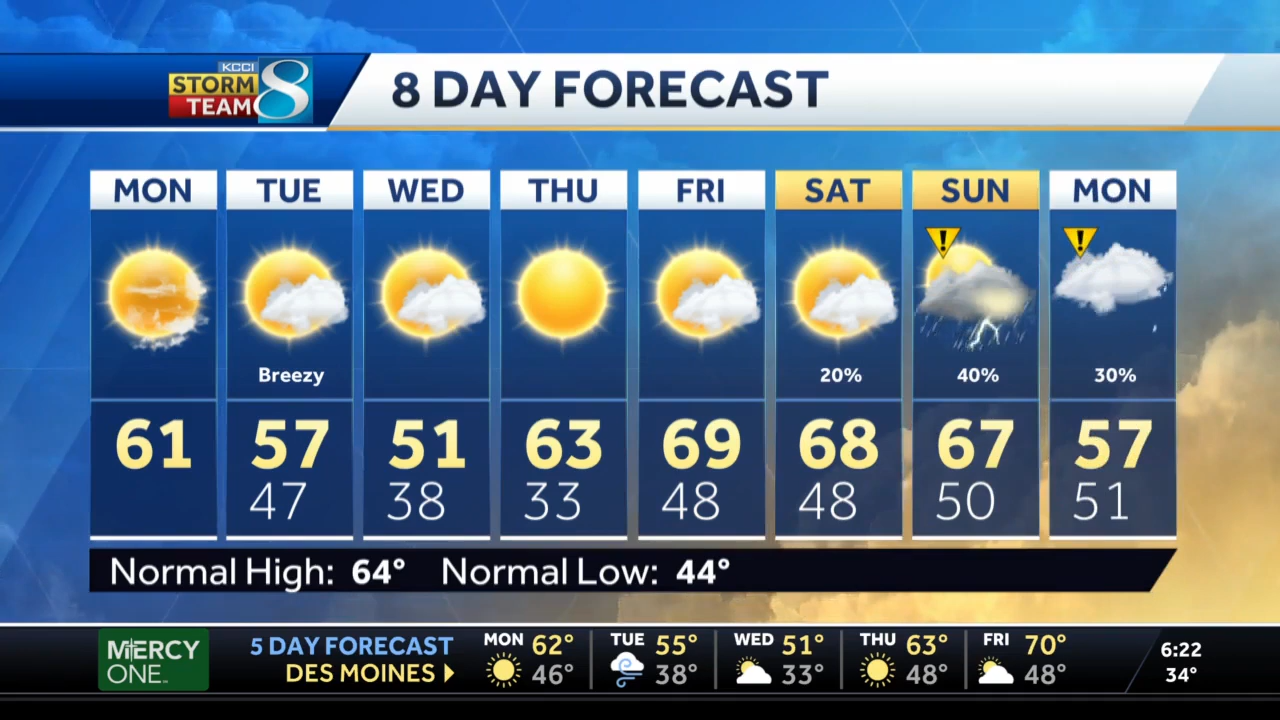 KCCI
STORM
TEAM 8
8 DAY FORECAST
MON TUE WED THU FRI SAT SUN MON
! !
Breezy 20% 40% 30%
61 57 51 63 69 68 67 57
47 38 33 48 48 50 51
Normal High: 64° Normal Low: 44°
MERCY
ONE
5 DAY FORECAST
DES MOINES
MON 62° TUE 55° WED 51° THU 63° FRI 70°
46° 38° 33° 48° 48°
6:22
34°